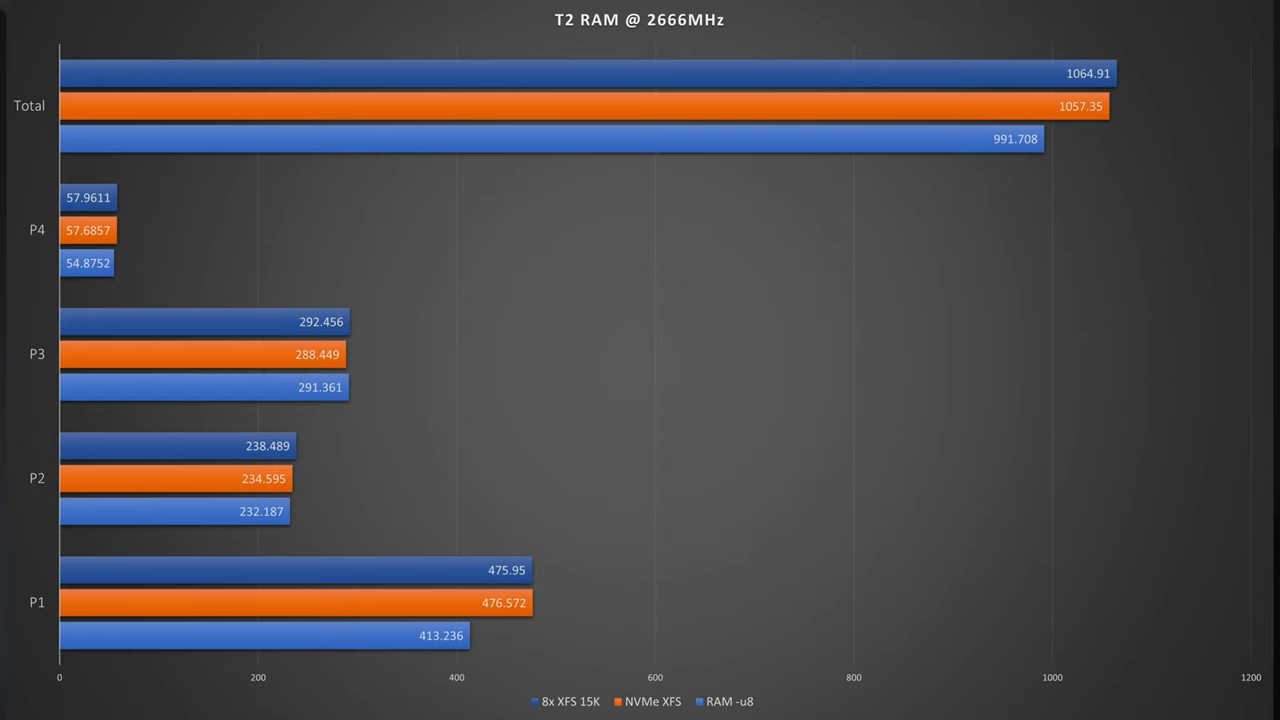 T2 RAM @ 2666MHz
1064.91
Total
1057.35
991.708
57.9611
P4
57.6857
54.8752
292.456
P3
288.449
291.361
238.489
P2
234.595
232.187
475.95
P1
476.572
413.236
0 200 400 600 800 1000 1200
8x XFS 15K NVMe XFS RAM -u8